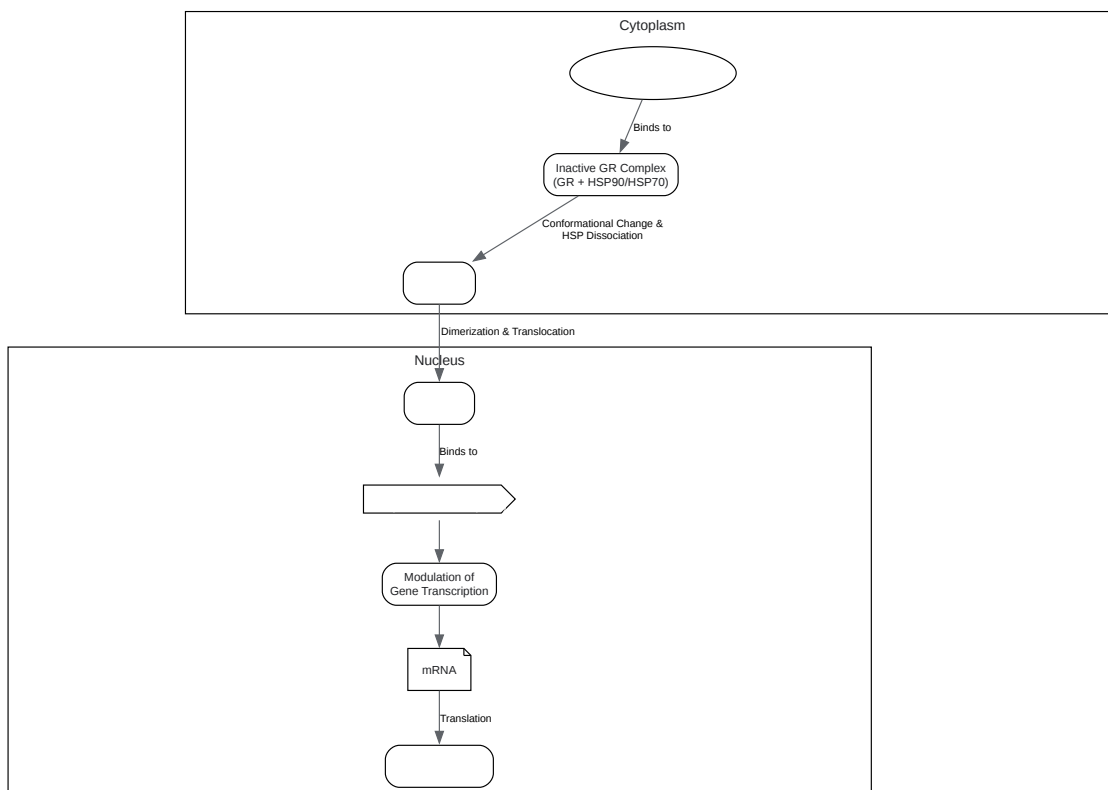 Cytoplasm
Binds to
Inactive GR Complex
(GR + HSP90/HSP70)
Conformational Change &
HSP Dissociation
Dimerization & Translocation
Nucleus
Binds to
Modulation of
Gene Transcription
mRNA
Translation